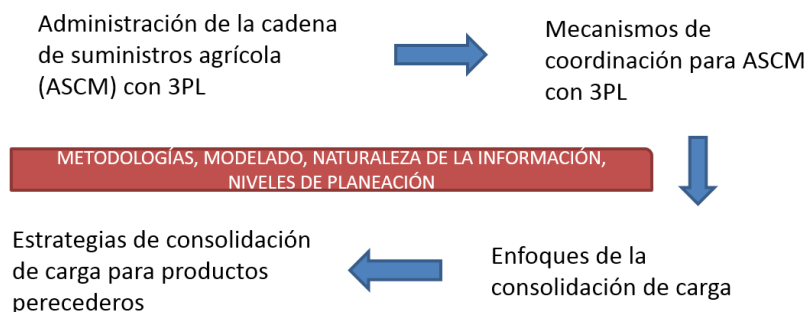 Administración de la cadena
de suministros agrícola
(ASCM) con 3PL
Mecanismos de
coordinación para ASCM
con 3PL
METODOLOGÍAS, MODELADO, NATURALEZA DE LA INFORMACIÓN,
NIVELES DE PLANEACIÓN
Enfoques de la
consolidación de carga
Estrategias de consolidación
de carga para productos
perecederos